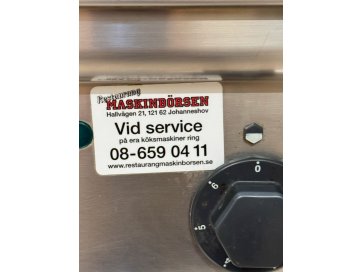 Restaurang
MASKINBÖRSEN
Hallvägen 21, 121 62 Johanneshov
Vid service
på era köksmaskiner ring
08-659 04 11
www.restaurangmaskinborsen.se
0
4
5
6